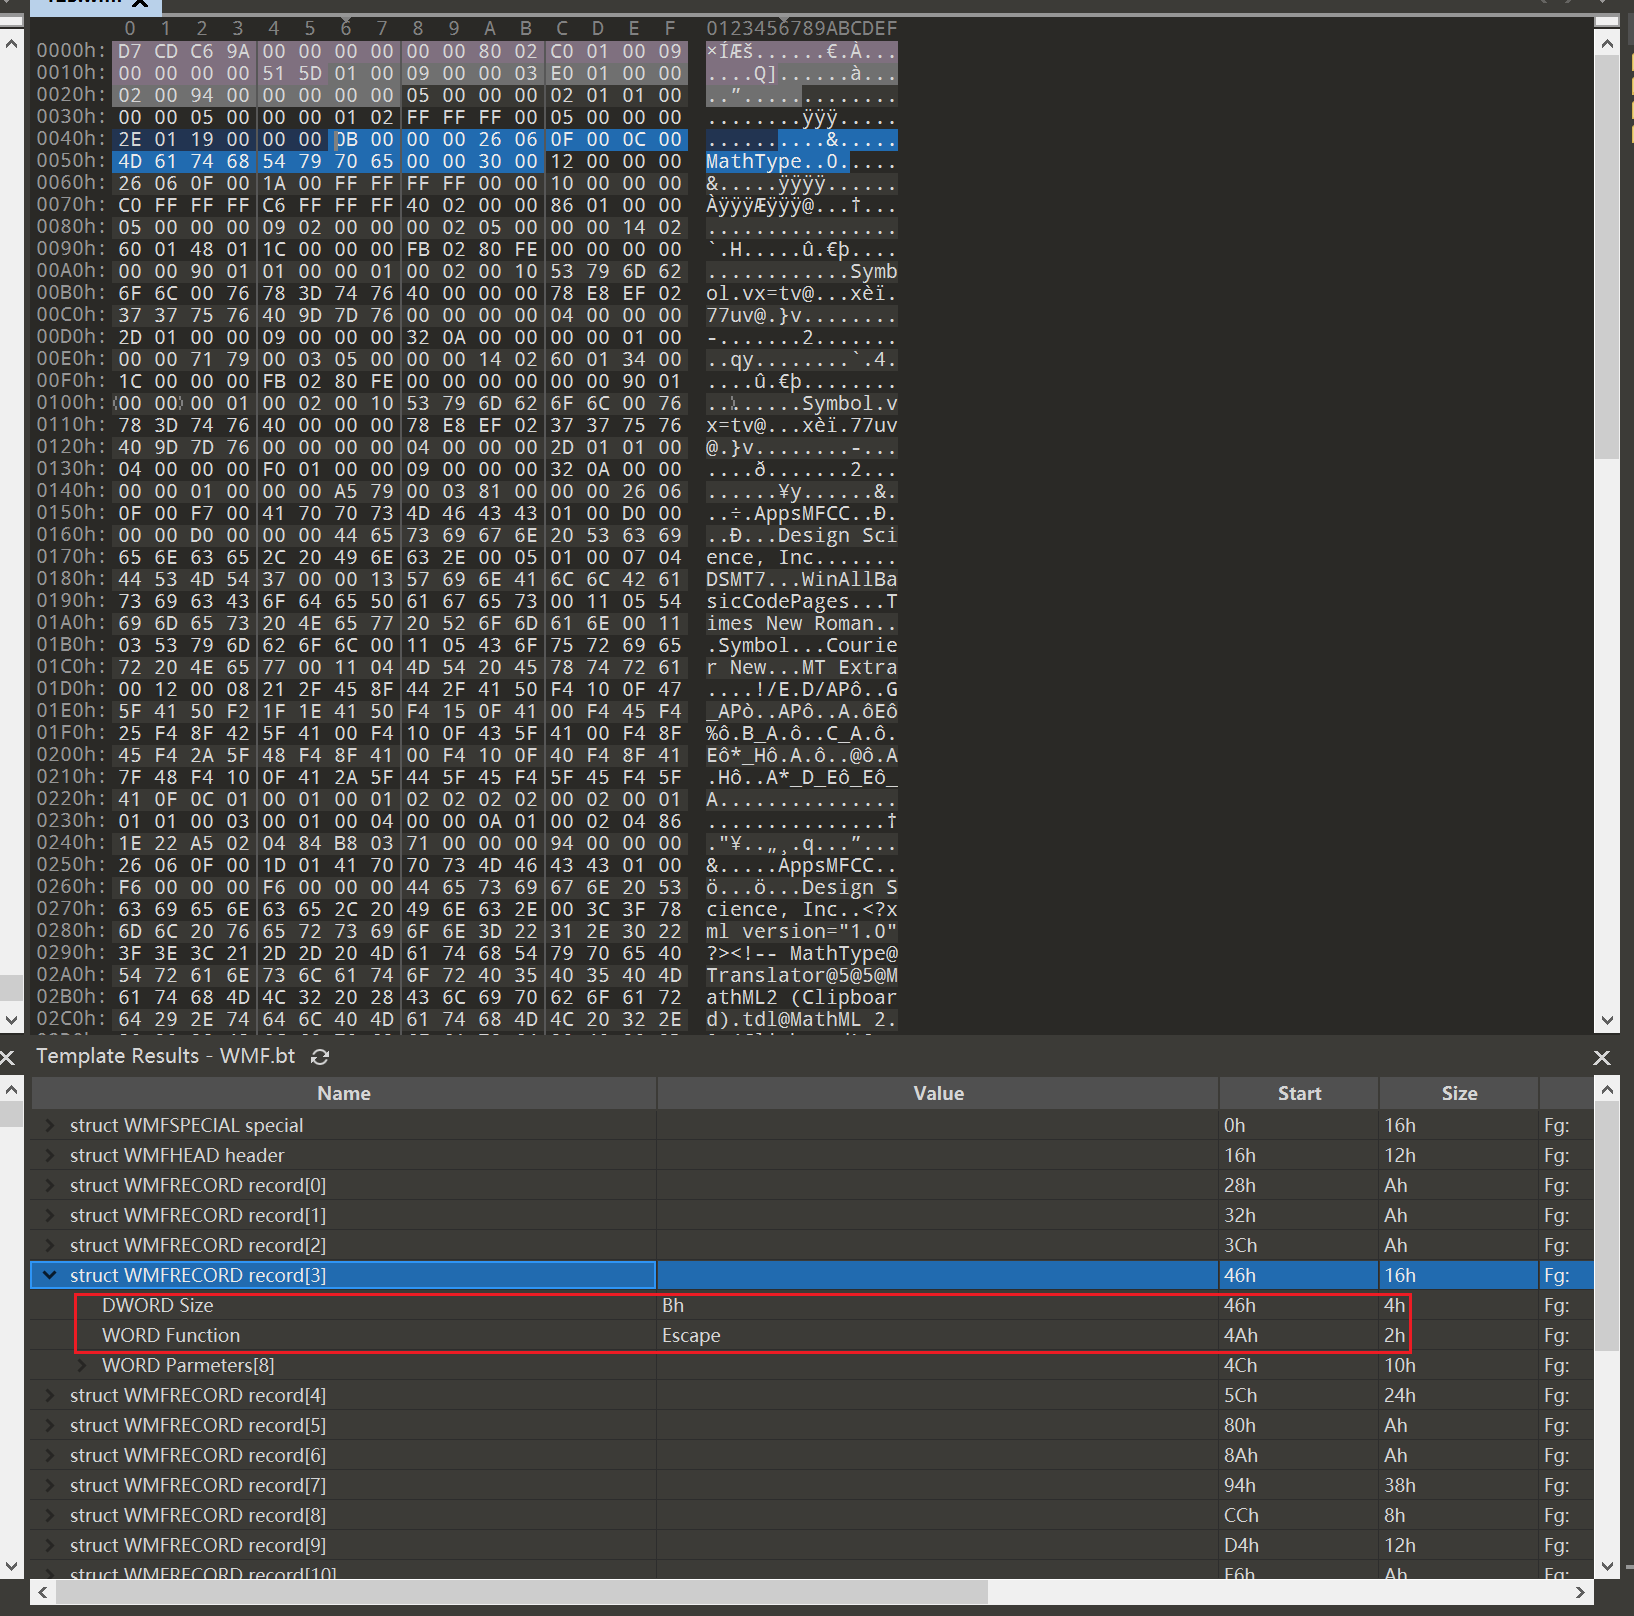 0 1 2 3 4 5 6 7 8 9 A B C D E F 0123456789ABCDEF
0000h: D7 CD C6 9A 00 00 00 00 00 00 80 02 C0 01 00 09 ×ÍÆš......€.À...
0010h: 00 00 00 00 51 5D 01 00 09 00 00 03 E0 01 00 00 ....Q]......à...
0020h: 02 00 94 00 00 00 00 00 05 00 00 00 02 01 01 00 ..”.............
0030h: 00 00 05 00 00 00 01 02 FF FF FF 00 05 00 00 00 ........ÿÿÿ.....
0040h: 2E 01 19 00 00 00 0B 00 00 00 26 06 0F 00 0C 00 ..........&.....
0050h: 4D 61 74 68 54 79 70 65 00 00 30 00 12 00 00 00 MathType..0.....
0060h: 26 06 0F 00 1A 00 FF FF FF FF 00 00 10 00 00 00 &.....ÿÿÿÿ......
0070h: C0 FF FF FF C6 FF FF FF 40 02 00 00 86 01 00 00 ÀÿÿÿÆÿÿÿ@...†...
0080h: 05 00 00 00 09 02 00 00 00 02 05 00 00 00 14 02 ................
0090h: 60 01 48 01 1C 00 00 00 FB 02 80 FE 00 00 00 00 `.H.....û.€þ....
00A0h: 00 00 90 01 01 00 00 01 00 02 00 10 53 79 6D 62 ............Symb
00B0h: 6F 6C 00 76 78 3D 74 76 40 00 00 00 78 E8 EF 02 ol.vx=tv@...xèï.
00C0h: 37 37 75 76 40 9D 7D 76 00 00 00 00 04 00 00 00 77uv@.}v........
00D0h: 2D 01 00 00 09 00 00 00 32 0A 00 00 00 00 01 00 -.......2.......
00E0h: 00 00 71 79 00 03 05 00 00 00 14 02 60 01 34 00 ..qy........`.4.
00F0h: 1C 00 00 00 FB 02 80 FE 00 00 00 00 00 00 90 01 ....û.€þ........
0100h: 00 00 00 01 00 02 00 10 53 79 6D 62 6F 6C 00 76 ........Symbol.v
0110h: 78 3D 74 76 40 00 00 00 78 E8 EF 02 37 37 75 76 x=tv@...xèï.77uv
0120h: 40 9D 7D 76 00 00 00 00 04 00 00 00 2D 01 01 00 @.}v........-...
0130h: 04 00 00 00 F0 01 00 00 09 00 00 00 32 0A 00 00 ....ð.......2...
0140h: 00 00 01 00 00 00 A5 79 00 03 81 00 00 00 26 06 ......¥y......&.
0150h: 0F 00 F7 00 41 70 70 73 4D 46 43 43 01 00 D0 00 ..÷.AppsMFCC..Ð.
0160h: 00 00 D0 00 00 00 44 65 73 69 67 6E 20 53 63 69 ..Ð...Design Sci
0170h: 65 6E 63 65 2C 20 49 6E 63 2E 00 05 01 00 07 04 ence, Inc.......
0180h: 44 53 4D 54 37 00 00 13 57 69 6E 41 6C 6C 42 61 DSMT7...WinAllBa
0190h: 73 69 63 43 6F 64 65 50 61 67 65 73 00 11 05 54 sicCodePages...T
01A0h: 69 6D 65 73 20 4E 65 77 20 52 6F 6D 61 6E 00 11 imes New Roman..
01B0h: 03 53 79 6D 62 6F 6C 00 11 05 43 6F 75 72 69 65 .Symbol...Courie
01C0h: 72 20 4E 65 77 00 11 04 4D 54 20 45 78 74 72 61 r New...MT Extra
01D0h: 00 12 00 08 21 2F 45 8F 44 2F 41 50 F4 10 0F 47 ....!/E.D/APô..G
01E0h: 5F 41 50 F2 1F 1E 41 50 F4 15 0F 41 00 F4 45 F4 _APò..APô..A.ôEô
01F0h: 25 F4 8F 42 5F 41 00 F4 10 0F 43 5F 41 00 F4 8F %ô.B_A.ô..C_A.ô.
0200h: 45 F4 2A 5F 48 F4 8F 41 00 F4 10 0F 40 F4 8F 41 Eô*_Hô.A.ô..@ô.A
0210h: 7F 48 F4 10 0F 41 2A 5F 44 5F 45 F4 5F 45 F4 5F .Hô..A*_D_Eô_Eô_
0220h: 41 0F 0C 01 00 01 00 01 02 02 02 02 00 02 00 01 A...............
0230h: 01 01 00 03 00 01 00 04 00 00 0A 01 00 02 04 86 ...............†
0240h: 1E 22 A5 02 04 84 B8 03 71 00 00 00 94 00 00 00 ."¥..„¸.q...”...
0250h: 26 06 0F 00 1D 01 41 70 70 73 4D 46 43 43 01 00 &.....AppsMFCC..
0260h: F6 00 00 00 F6 00 00 00 44 65 73 69 67 6E 20 53 ö...ö...Design S
0270h: 63 69 65 6E 63 65 2C 20 49 6E 63 2E 00 3C 3F 78 cience, Inc..<?x
0280h: 6D 6C 20 76 65 72 73 69 6F 6E 3D 22 31 2E 30 22 ml version="1.0"
0290h: 3F 3E 3C 21 2D 2D 20 4D 61 74 68 54 79 70 65 40 ?><!-- MathType@
02A0h: 54 72 61 6E 73 6C 61 74 6F 72 40 35 40 35 40 4D Translator@5@5@M
02B0h: 61 74 68 4D 4C 32 20 28 43 6C 69 70 62 6F 61 72 athML2 (Clipboar
02C0h: 64 29 2E 74 64 6C 40 4D 61 74 68 4D 4C 20 32 2E d).tdl@MathML 2.
Template Results - WMF.bt
Name Value Start Size
struct WMFSPECIAL special 0h 16h Fg:
struct WMFHEAD header 16h 12h Fg:
struct WMFRECORD record[0] 28h Ah Fg:
struct WMFRECORD record[1] 32h Ah Fg:
struct WMFRECORD record[2] 3Ch Ah Fg:
struct WMFRECORD record[3] 46h 16h Fg:
DWORD Size Bh 46h 4h Fg:
WORD Function Escape 4Ah 2h Fg:
WORD Parmeters[8] 4Ch 10h Fg:
struct WMFRECORD record[4] 5Ch 24h Fg:
struct WMFRECORD record[5] 80h Ah Fg:
struct WMFRECORD record[6] 8Ah Ah Fg:
struct WMFRECORD record[7] 94h 38h Fg:
struct WMFRECORD record[8] CCh 8h Fg:
struct WMFRECORD record[9] D4h 12h Fg:
struct WMFRECORD record[10] E6h Ah Fg: